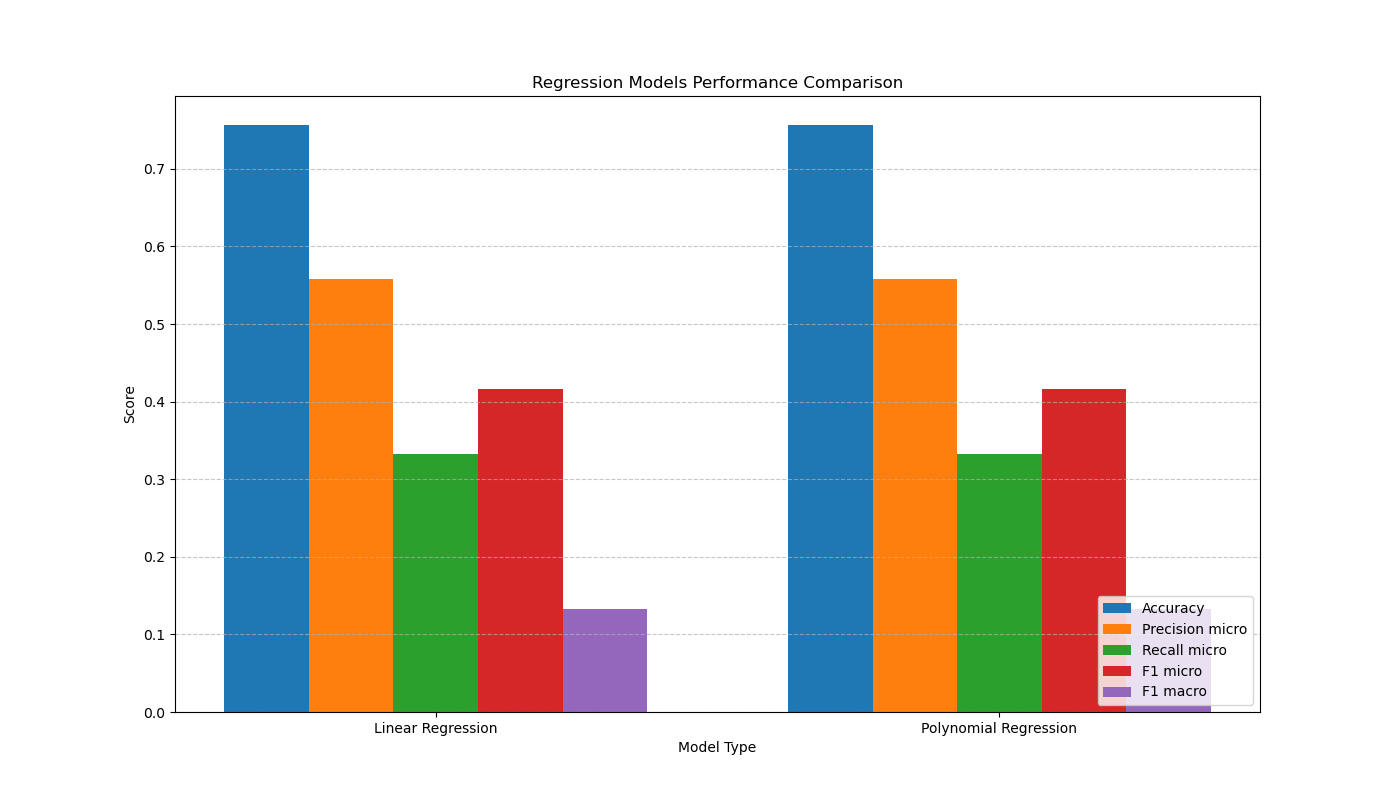 Regression Models Performance Comparison
0.7
0.6
0.5
0.4
0.3
0.2
0.1
0.0
Score
Linear Regression
Polynomial Regression
Model Type
Accuracy
Precision micro
Recall micro
F1 micro
F1 macro